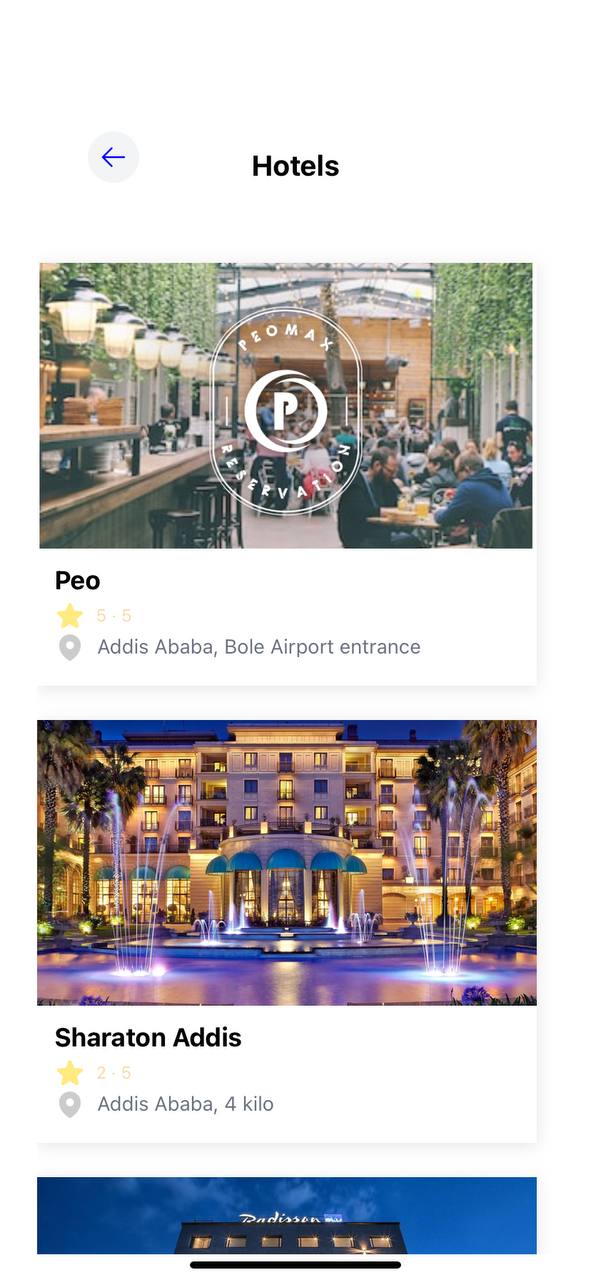 Hotels
PEOMAX
P
RESERVATION
Peo
5 · 5
Addis Ababa, Bole Airport entrance
Sharaton Addis
2 · 5
Addis Ababa, 4 kilo
Radisson